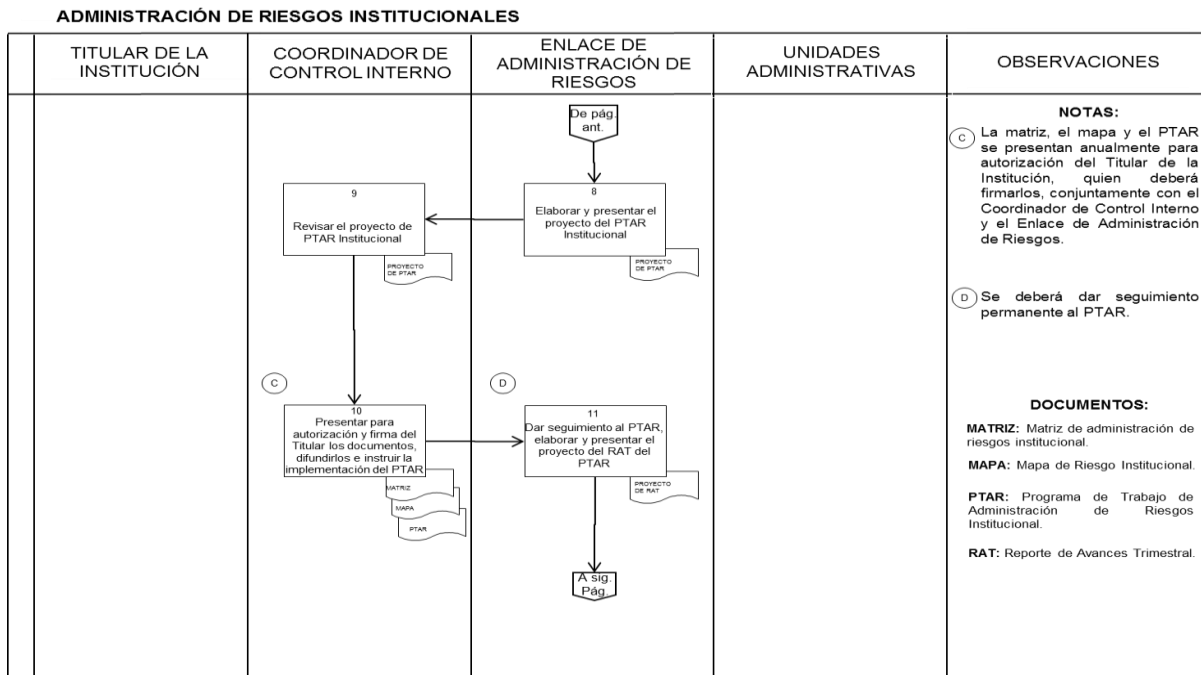 ADMINISTRACIÓN DE RIESGOS INSTITUCIONALES
TITULAR DE LA
INSTITUCIÓN
COORDINADOR DE
CONTROL INTERNO
ENLACE DE
ADMINISTRACIÓN DE
RIESGOS
UNIDADES
ADMINISTRATIVAS
OBSERVACIONES
De pág.
ant.
8
Elaborar y presentar el
proyecto del PTAR
Institucional
PROYECTO
DE PTAR
9
Revisar el proyecto de
PTAR Institucional
PROYECTO
DE PTAR
C
10
Presentar para
autorización y firma del
Titular los documentos,
difundirlos e instruir la
implementación del PTAR
MATRIZ
MAPA
PTAR
D
11
Dar seguimiento al PTAR,
elaborar y presentar el
proyecto del RAT del
PTAR
PROYECTO
DE RAT
A sig.
Pág.
NOTAS:
C La matriz, el mapa y el PTAR
se presentan anualmente para
autorización del Titular de la
Institución, quien deberá
firmarlos, conjuntamente con el
Coordinador de Control Interno
y el Enlace de Administración
de Riesgos.
D Se deberá dar seguimiento
permanente al PTAR.
DOCUMENTOS:
MATRIZ: Matriz de administración de
riesgos institucional.
MAPA: Mapa de Riesgo Institucional.
PTAR: Programa de Trabajo de
Administración de Riesgos
Institucional.
RAT: Reporte de Avances Trimestral.